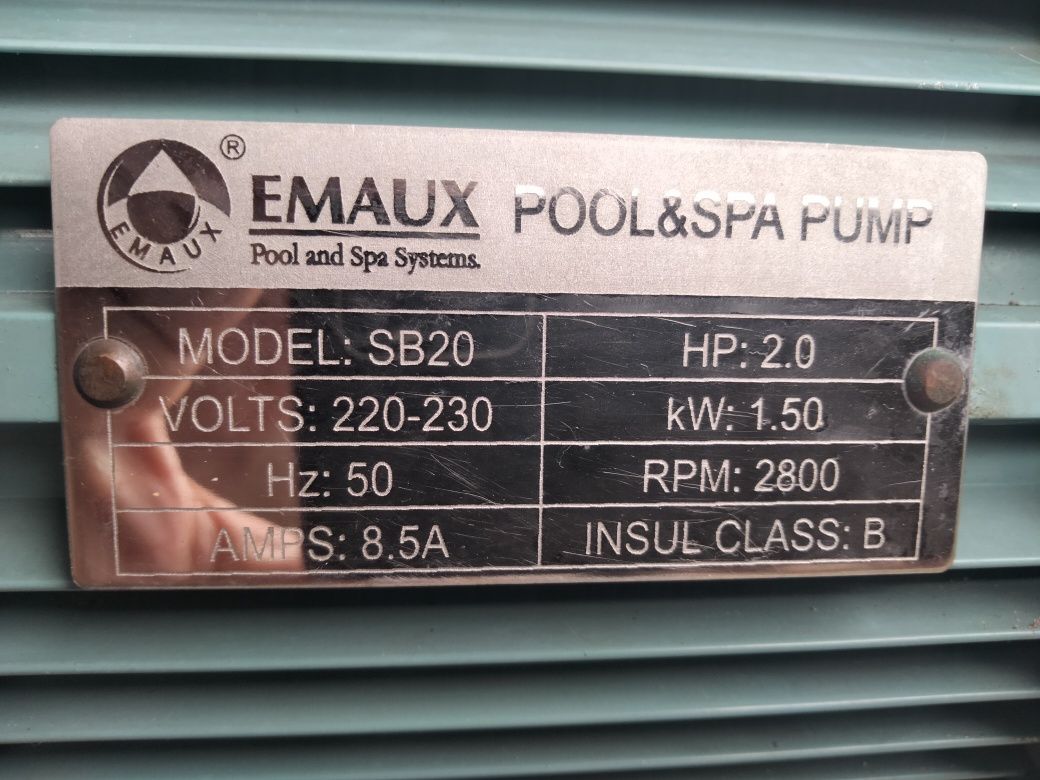 ®
EMAUX
EMAUX POOL&SPA PUMP
Pool and Spa Systems.
MODEL: SB20 HP: 2.0
VOLTS: 220-230 kW: 1.50
Hz: 50 RPM: 2800
AMPS: 8.5A INSUL CLASS: B